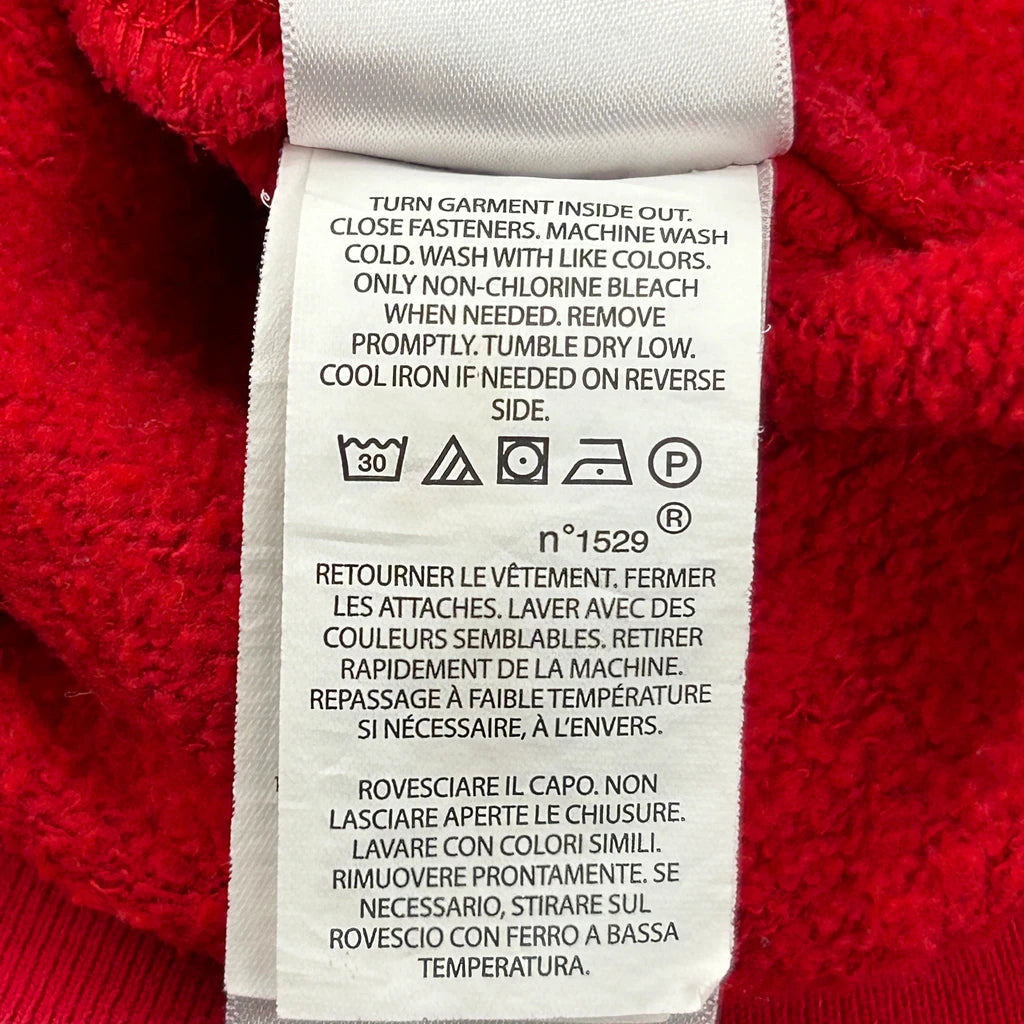 TURN GARMENT INSIDE OUT.
CLOSE FASTENERS. MACHINE WASH
COLD. WASH WITH LIKE COLORS.
ONLY NON-CHLORINE BLEACH
WHEN NEEDED. REMOVE
PROMPTLY. TUMBLE DRY LOW.
COOL IRON IF NEEDED ON REVERSE
SIDE.
30 P
®
n°1529
RETOURNER LE VÊTEMENT. FERMER
LES ATTACHES. LAVER AVEC DES
COULEURS SEMBLABLES. RETIRER
RAPIDEMENT DE LA MACHINE.
REPASSAGE À FAIBLE TEMPÉRATURE
SI NÉCESSAIRE, À L'ENVERS.
ROVESCIARE IL CAPO. NON
LASCIARE APERTE LE CHIUSURE.
LAVARE CON COLORI SIMILI.
RIMUOVERE PRONTAMENTE. SE
NECESSARIO, STIRARE SUL
ROVESCIO CON FERRO A BASSA
TEMPERATURA.